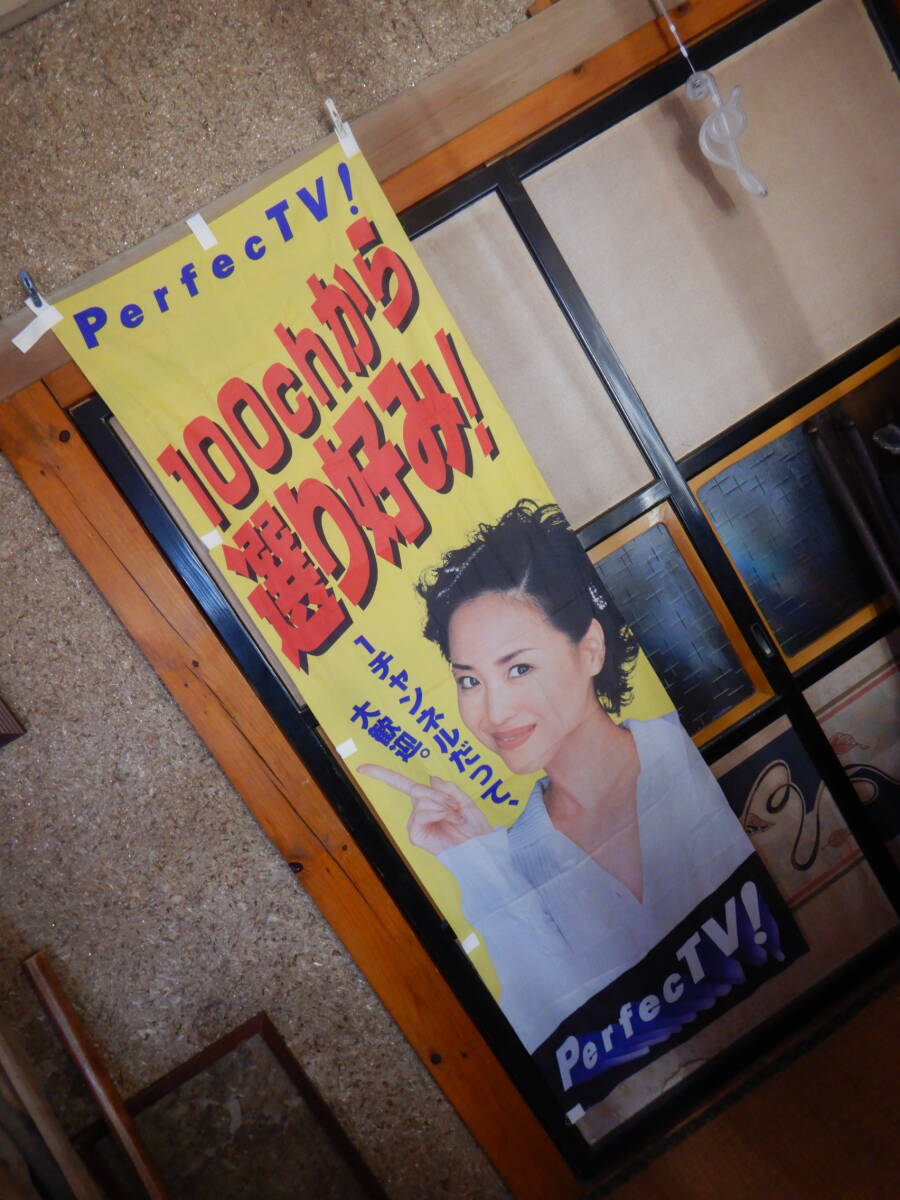 PerfecTV!
100chから
選り好み!
1チャンネルだって、
大歓迎。
PerfecTV!